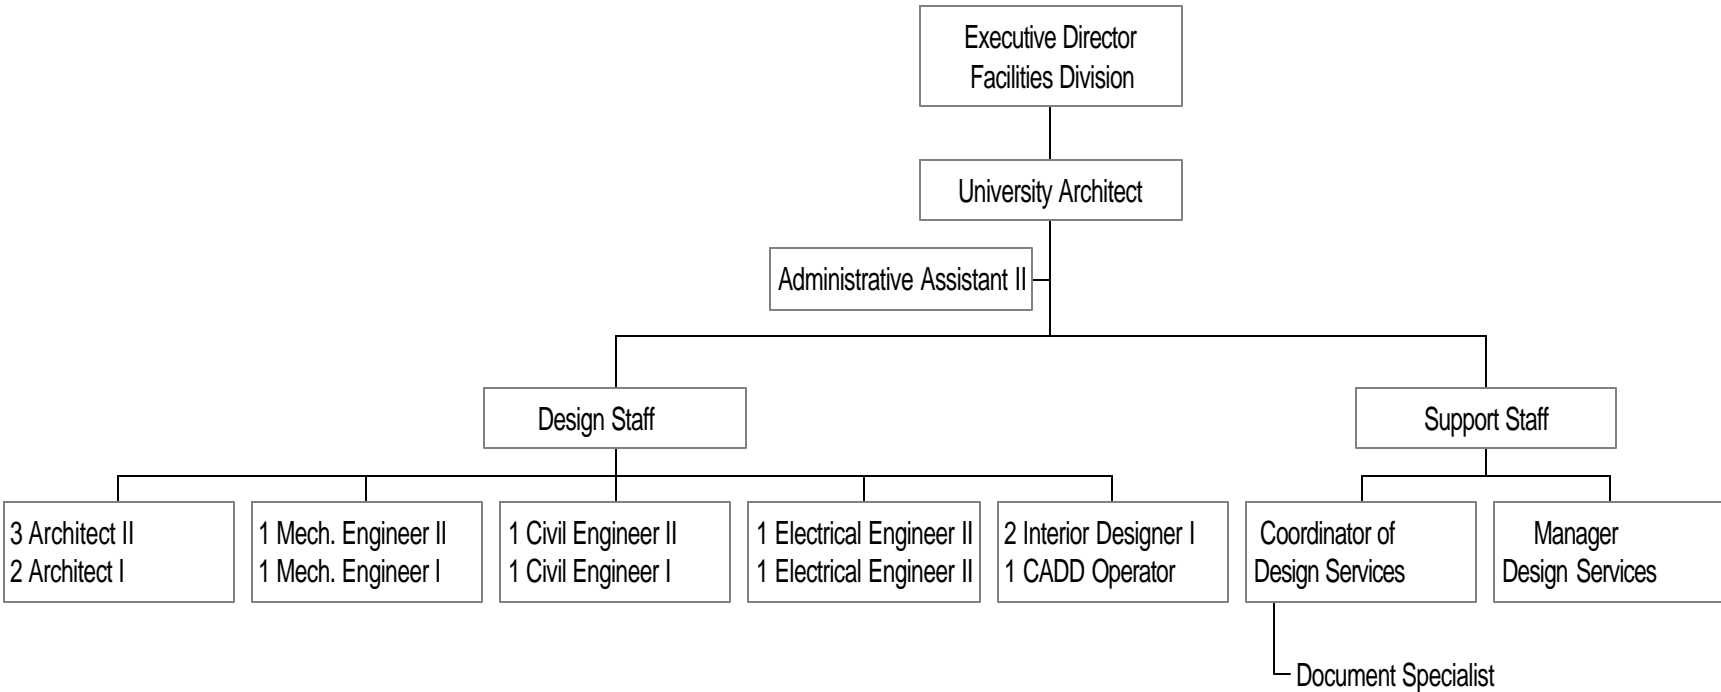 Executive Director
Facilities Division
University Architect
Administrative Assistant II
Design Staff
Support Staff
3 Architect II
2 Architect I
1 Mech. Engineer II
1 Mech. Engineer I
1 Civil Engineer II
1 Civil Engineer I
1 Electrical Engineer II
1 Electrical Engineer II
2 Interior Designer I
1 CADD Operator
Coordinator of
Design Services
Manager
Design Services
Document Specialist